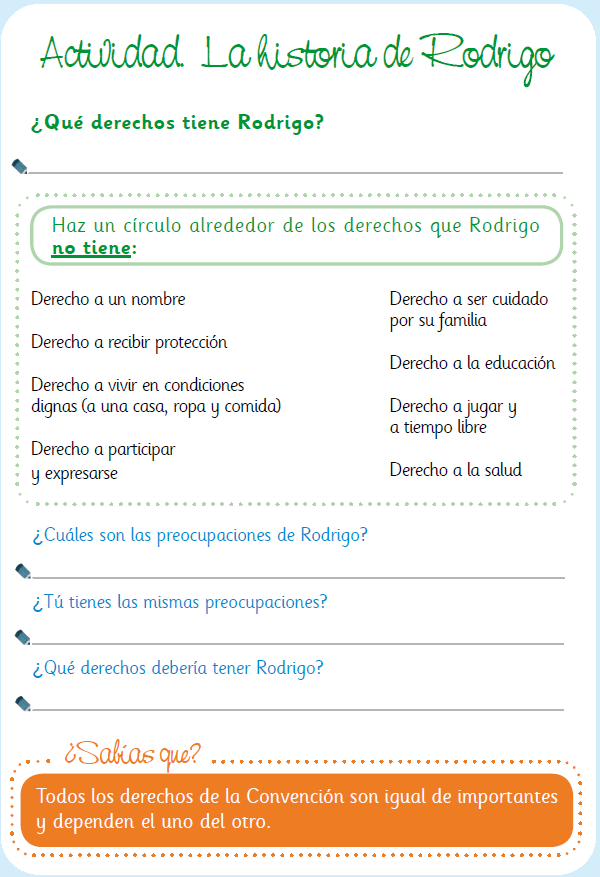 Actividad. La historia de Rodrigo
¿Qué derechos tiene Rodrigo?
Haz un círculo alrededor de los derechos que Rodrigo
no tiene:
Derecho a un nombre
Derecho a recibir protección
Derecho a vivir en condiciones
dignas (a una casa, ropa y comida)
Derecho a participar
y expresarse
Derecho a ser cuidado
por su familia
Derecho a la educación
Derecho a jugar y
a tiempo libre
Derecho a la salud
¿Cuáles son las preocupaciones de Rodrigo?
¿Tú tienes las mismas preocupaciones?
¿Qué derechos debería tener Rodrigo?
¿Sabías que?
Todos los derechos de la Convención son igual de importantes
y dependen el uno del otro.